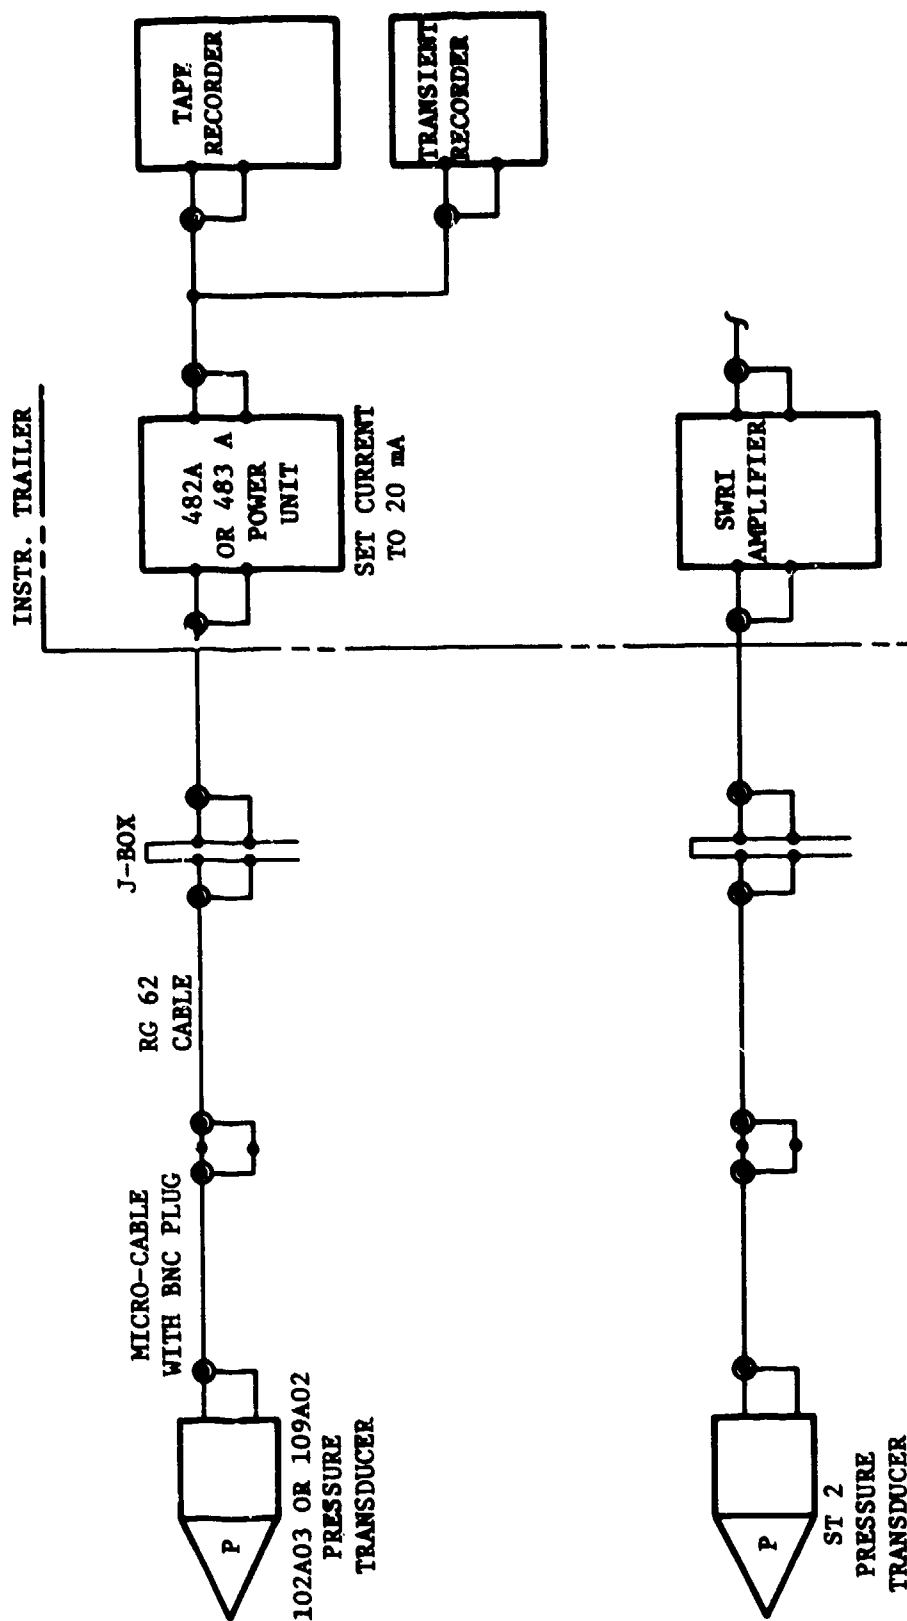 INSTR. TRAILER
TAPE
RECORDER
TRANSIENT
RECORDER
482A
OR 483 A
POWER
UNIT
SET CURRENT
TO 20 mA
J-BOX
RG 62
CABLE
MICRO-CABLE
WITH BNC PLUG
P
102A03 OR 109A02
PRESSURE
TRANSDUCER
SWRI
AMPLIFIER
P
ST 2
PRESSURE
TRANSDUCER